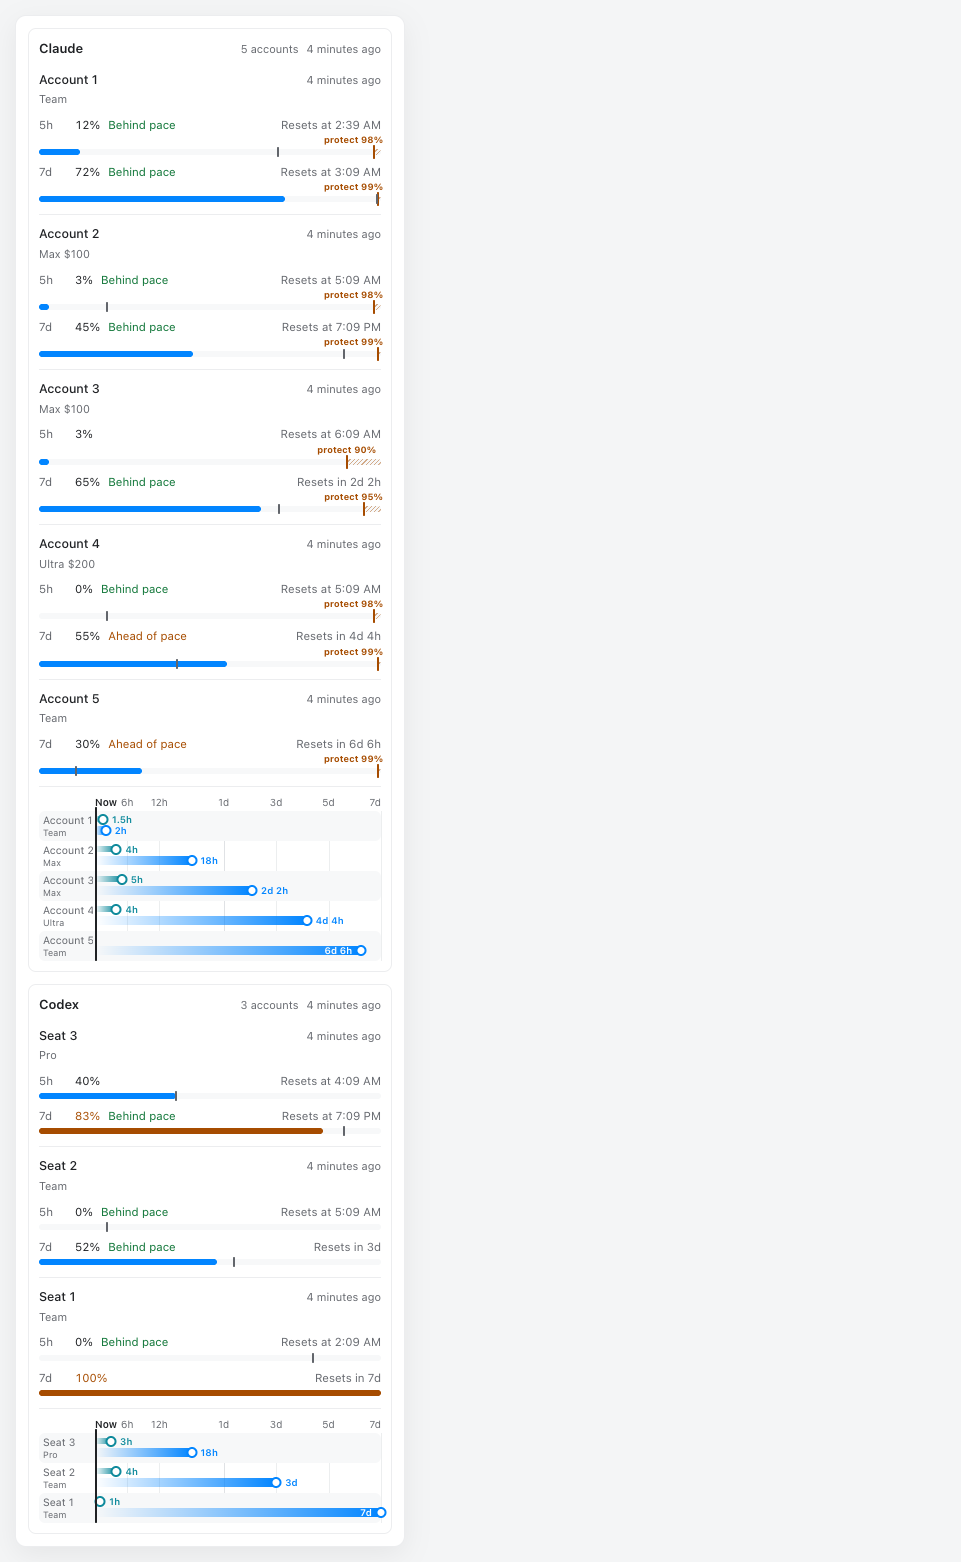 Claude 5 accounts 4 minutes ago
Account 1 4 minutes ago
Team
5h 12% Behind pace Resets at 2:39 AM
protect 98%
7d 72% Behind pace Resets at 3:09 AM
protect 99%
Account 2 4 minutes ago
Max $100
5h 3% Behind pace Resets at 5:09 AM
protect 98%
7d 45% Behind pace Resets at 7:09 PM
protect 99%
Account 3 4 minutes ago
Max $100
5h 3% Resets at 6:09 AM
protect 90%
7d 65% Behind pace Resets in 2d 2h
protect 95%
Account 4 4 minutes ago
Ultra $200
5h 0% Behind pace Resets at 5:09 AM
protect 98%
7d 55% Ahead of pace Resets in 4d 4h
protect 99%
Account 5 4 minutes ago
Team
7d 30% Ahead of pace Resets in 6d 6h
protect 99%
Now 6h 12h 1d 3d 5d 7d
Account 1 1.5h
Team 2h
Account 2 4h
Max 18h
Account 3 5h
Max 2d 2h
Account 4 4h
Ultra 4d 4h
Account 5
Team 6d 6h
Codex 3 accounts 4 minutes ago
Seat 3 4 minutes ago
Pro
5h 40% Resets at 4:09 AM
7d 83% Behind pace Resets at 7:09 PM
Seat 2 4 minutes ago
Team
5h 0% Behind pace Resets at 5:09 AM
7d 52% Behind pace Resets in 3d
Seat 1 4 minutes ago
Team
5h 0% Behind pace Resets at 2:09 AM
7d 100% Resets in 7d
Now 6h 12h 1d 3d 5d 7d
Seat 3 3h
Pro 18h
Seat 2 4h
Team 3d
Seat 1 1h
Team 7d